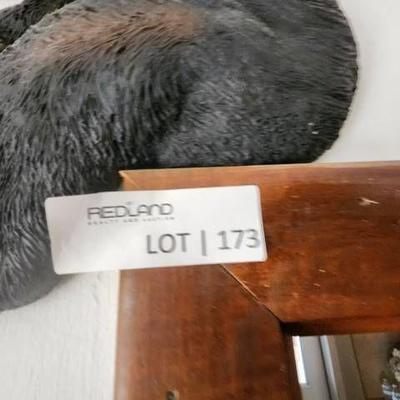 REDLAND
REALTY AND AUCTION
LOT | 173